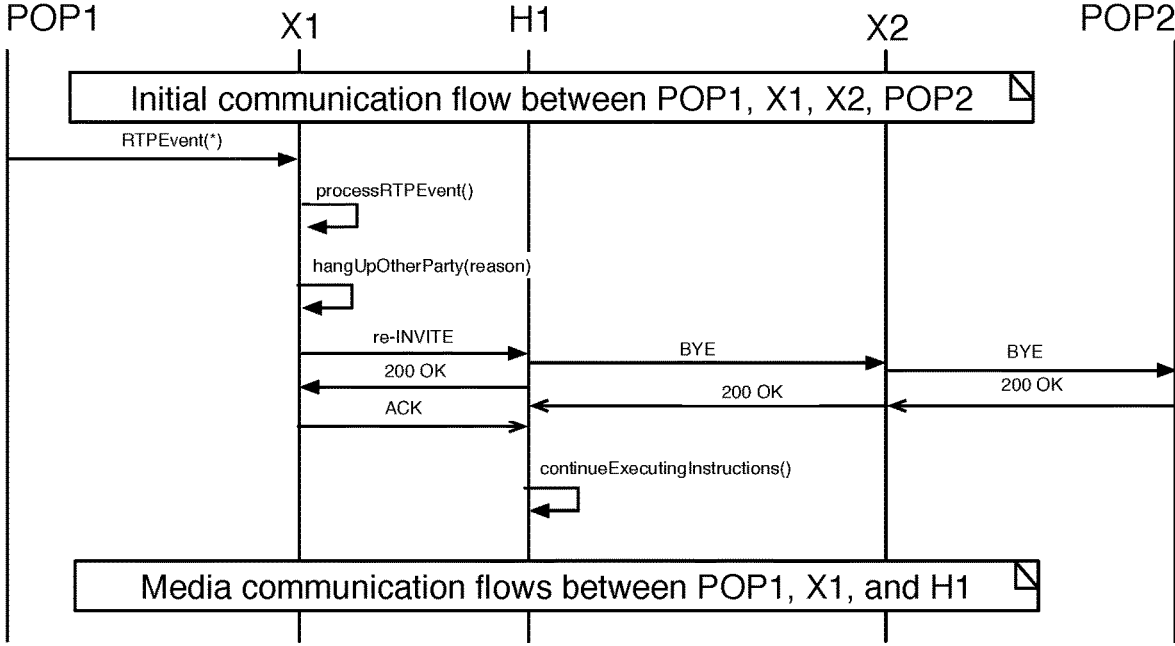 POP1
X1
H1
X2
POP2
Initial communication flow between POP1, X1, X2, POP2
RTPEvent(*)
processRTPEvent()
hangUpOtherParty(reason)
re-INVITE
BYE
BYE
200 OK
200 OK
200 OK
ACK
continueExecutingInstructions()
Media communication flows between POP1, X1, and H1